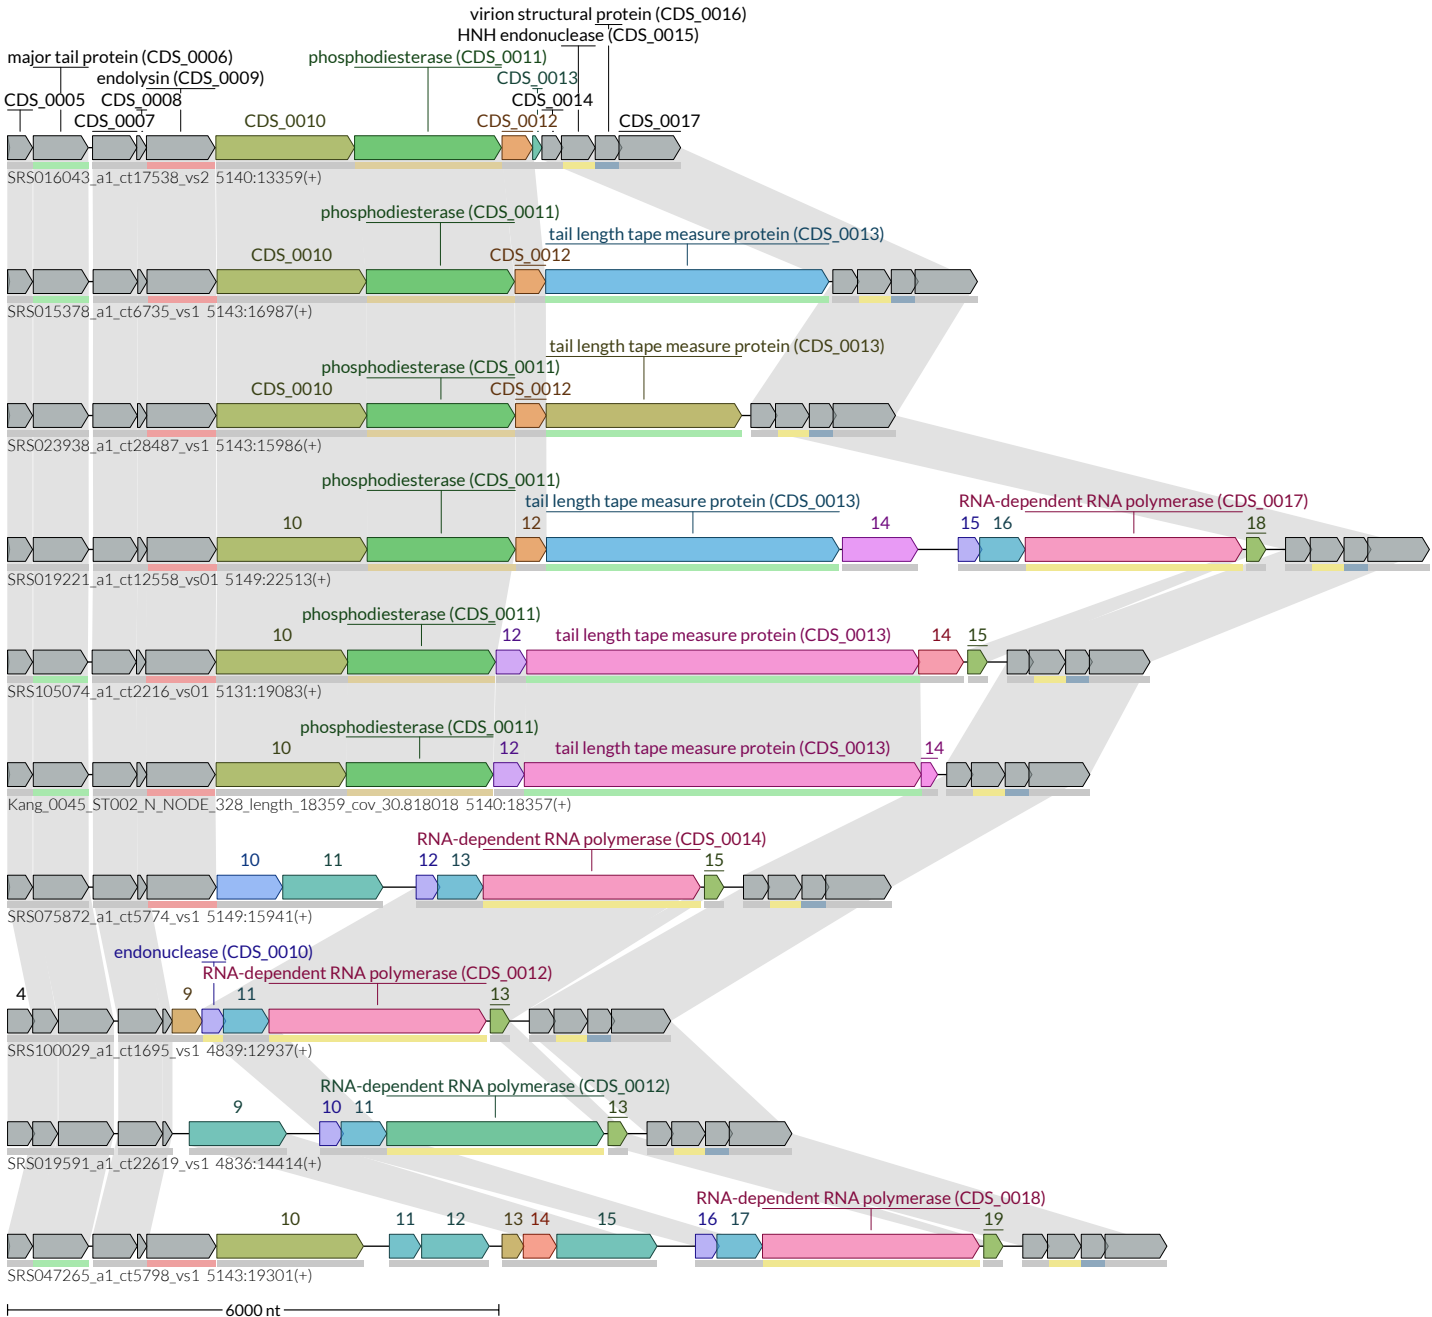 virion structural protein (CDS_0016)
HNH endonuclease (CDS_0015)
major tail protein (CDS_0006) phosphodiesterase (CDS_0011)
endolysin (CDS_0009) CDS_0013
CDS_0005 CDS_0008 CDS_0014
CDS_0007 CDS_0010 CDS_0012 CDS_0017
SRS016043_a1_ct17538_vs2 5140:13359(+)
phosphodiesterase (CDS_0011)
tail length tape measure protein (CDS_0013)
CDS_0010 CDS_0012
SRS015378_a1_ct6735_vs1 5143:16987(+)
tail length tape measure protein (CDS_0013)
phosphodiesterase (CDS_0011)
CDS_0010 CDS_0012
SRS023938_a1_ct28487_vs1 5143:15986(+)
phosphodiesterase (CDS_0011)
tail length tape measure protein (CDS_0013) RNA-dependent RNA polymerase (CDS_0017)
10 12 14 15 16 18
SRS019221_a1_ct12558_vs01 5149:22513(+)
phosphodiesterase (CDS_0011)
10 12 tail length tape measure protein (CDS_0013) 14 15
SRS105074_a1_ct2216_vs01 5131:19083(+)
phosphodiesterase (CDS_0011)
10 12 tail length tape measure protein (CDS_0013) 14
Kang_0045_ST002_N_NODE_328_length_18359_cov_30.818018 5140:18357(+)
RNA-dependent RNA polymerase (CDS_0014)
10 11 12 13 15
SRS075872_a1_ct5774_vs1 5149:15941(+)
endonuclease (CDS_0010)
RNA-dependent RNA polymerase (CDS_0012)
4 9 11 13
SRS100029_a1_ct1695_vs1 4839:12937(+)
RNA-dependent RNA polymerase (CDS_0012)
9 10 11 13
SRS019591_a1_ct22619_vs1 4836:14414(+)
RNA-dependent RNA polymerase (CDS_0018)
10 11 12 13 14 15 16 17 19
SRS047265_a1_ct5798_vs1 5143:19301(+)
6000 nt